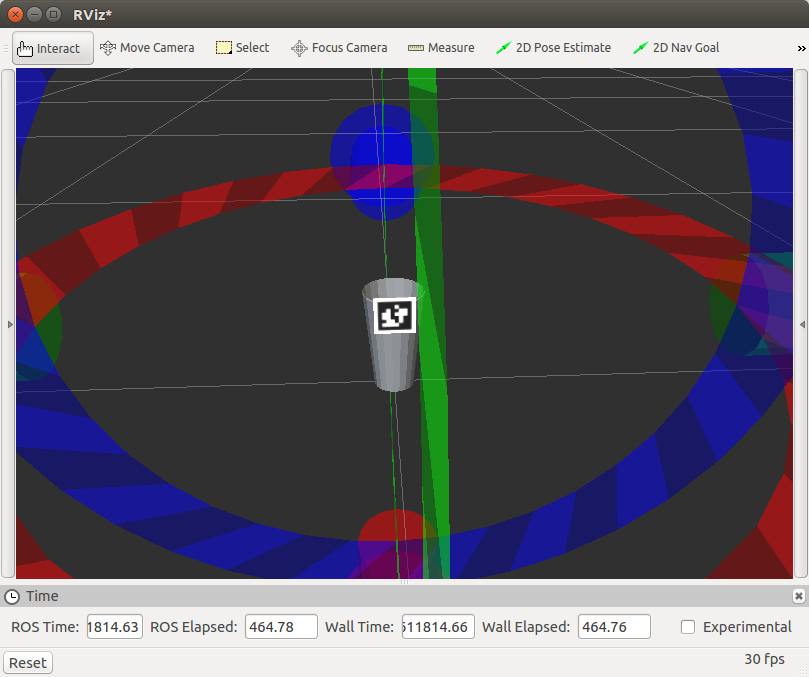 RViz*
Interact Move Camera Select Focus Camera Measure 2D Pose Estimate 2D Nav Goal »
Time
ROS Time: 1814.63 ROS Elapsed: 464.78 Wall Time: 511814.66 Wall Elapsed: 464.76 Experimental
Reset 30 fps